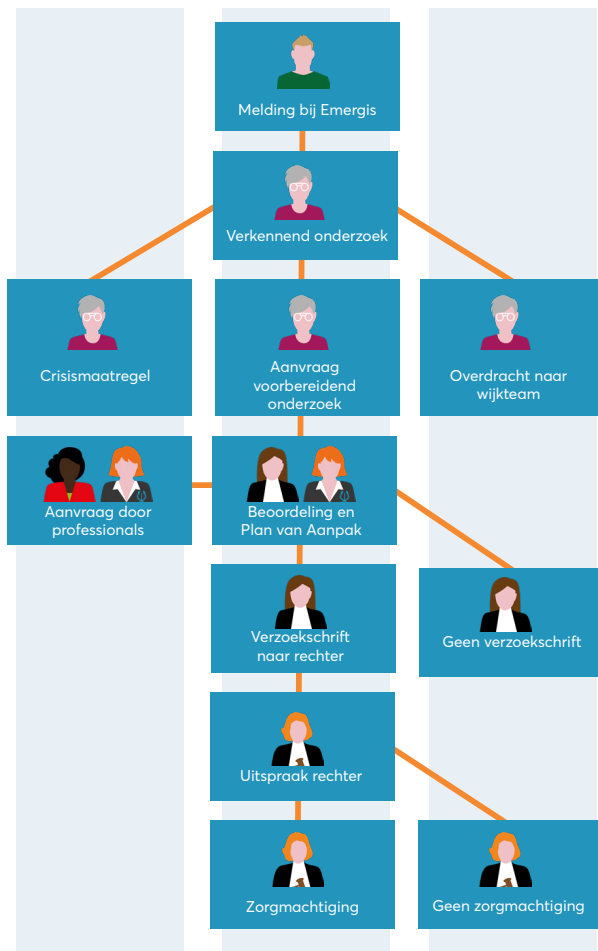 Melding bij Emergis
Verkennend onderzoek
Crisismaatregel
Aanvraag
voorbereidend
onderzoek
Overdracht naar
wijkteam
Aanvraag door
professionals
Beoordeling en
Plan van Aanpak
Verzoekschrift
naar rechter
Geen verzoekschrift
Uitspraak rechter
Zorgmachtiging
Geen zorgmachtiging